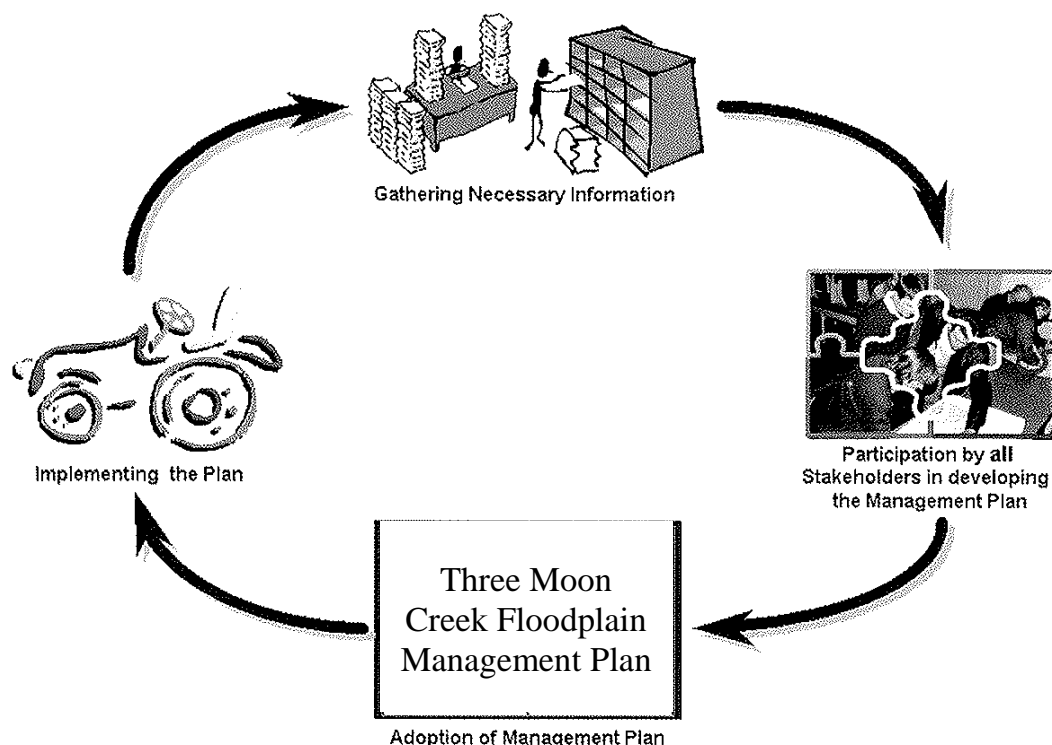 Gathering Necessary Information
Participation by all
Stakeholders in developing
the Management Plan
Implementing the Plan
Three Moon
Creek Floodplain
Management Plan
Adoption of Management Plan